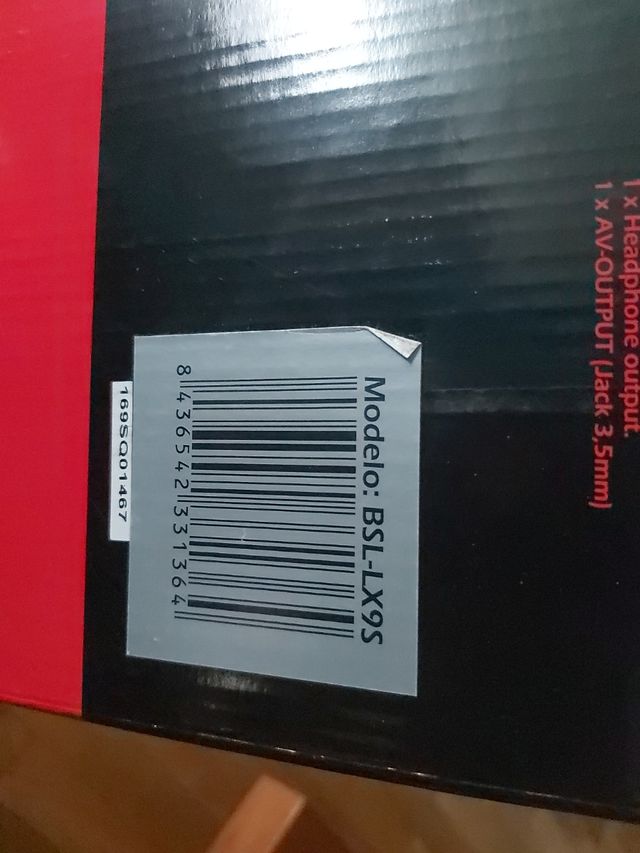 1 x Headphone output.
1 x AV-OUTPUT (Jack 3,5mm)
Modelo: BSL-LX9S
8 436542 331364
169SQ01467